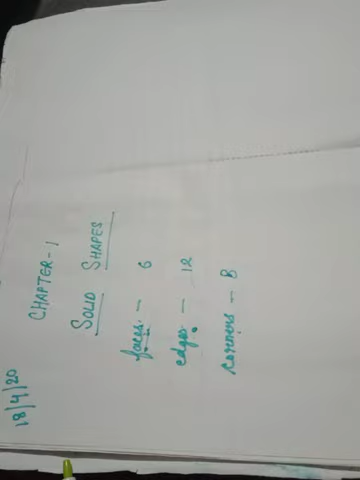 18/4/20
CHAPTER-1
SOLID SHAPES
faces - 6
edges - 12
corners - 8